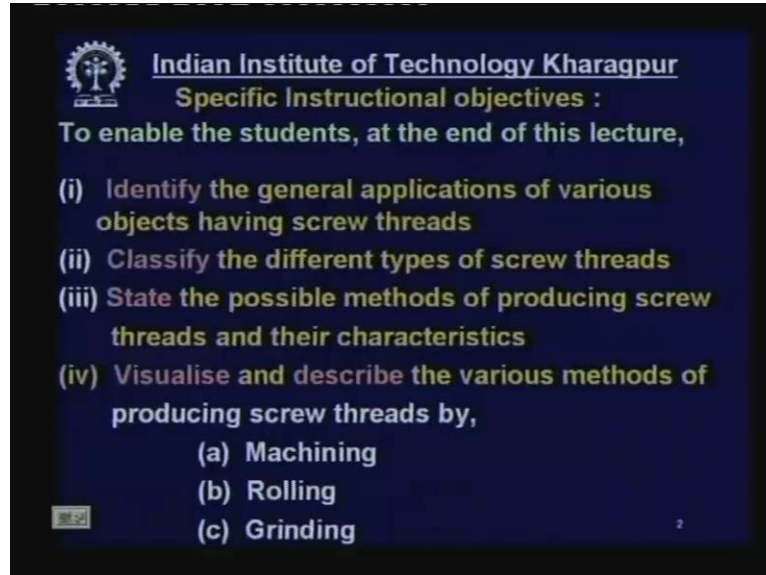 Indian Institute of Technology Kharagpur
Specific Instructional objectives :
To enable the students, at the end of this lecture,
(i) Identify the general applications of various
objects having screw threads
(ii) Classify the different types of screw threads
(iii) State the possible methods of producing screw
threads and their characteristics
(iv) Visualise and describe the various methods of
producing screw threads by,
(a) Machining
(b) Rolling
(c) Grinding
2